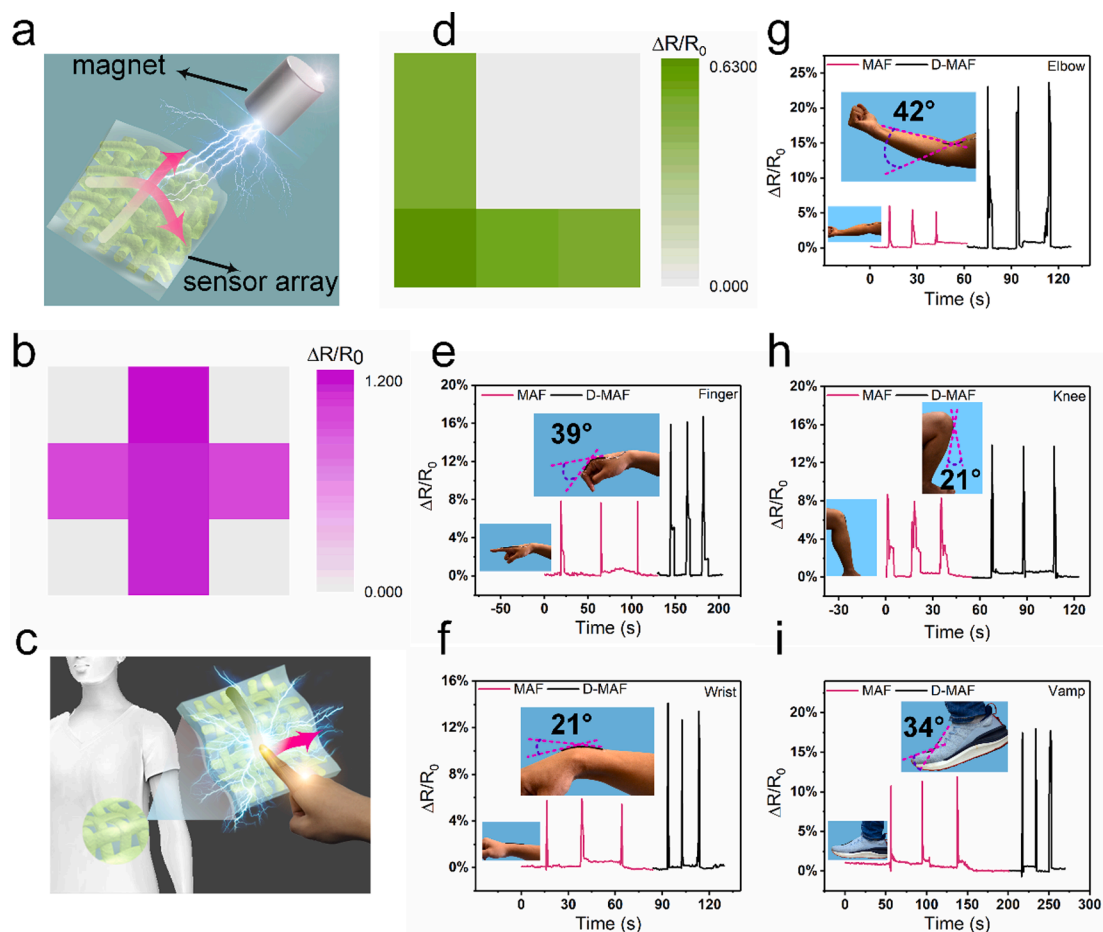 a
magnet
sensor array
b
ΔR/R0
1.200
0.000
c
d
ΔR/R0
0.6300
0.000
e
MAF
D-MAF
Finger
39°
20%
16%
12%
8%
4%
0%
ΔR/R0
-50
0
50
100
150
200
Time (s)
f
MAF
D-MAF
Wrist
21°
16%
12%
8%
4%
0%
ΔR/R0
0
30
60
90
120
Time (s)
g
MAF
D-MAF
Elbow
42°
25%
20%
15%
10%
5%
0%
ΔR/R0
0
30
60
90
120
Time (s)
h
MAF
D-MAF
Knee
21°
20%
16%
12%
8%
4%
0%
ΔR/R0
-30
0
30
60
90
120
Time (s)
i
MAF
D-MAF
Vamp
34°
20%
15%
10%
5%
0%
ΔR/R0
0
50
100
150
200
250
300
Time (s)